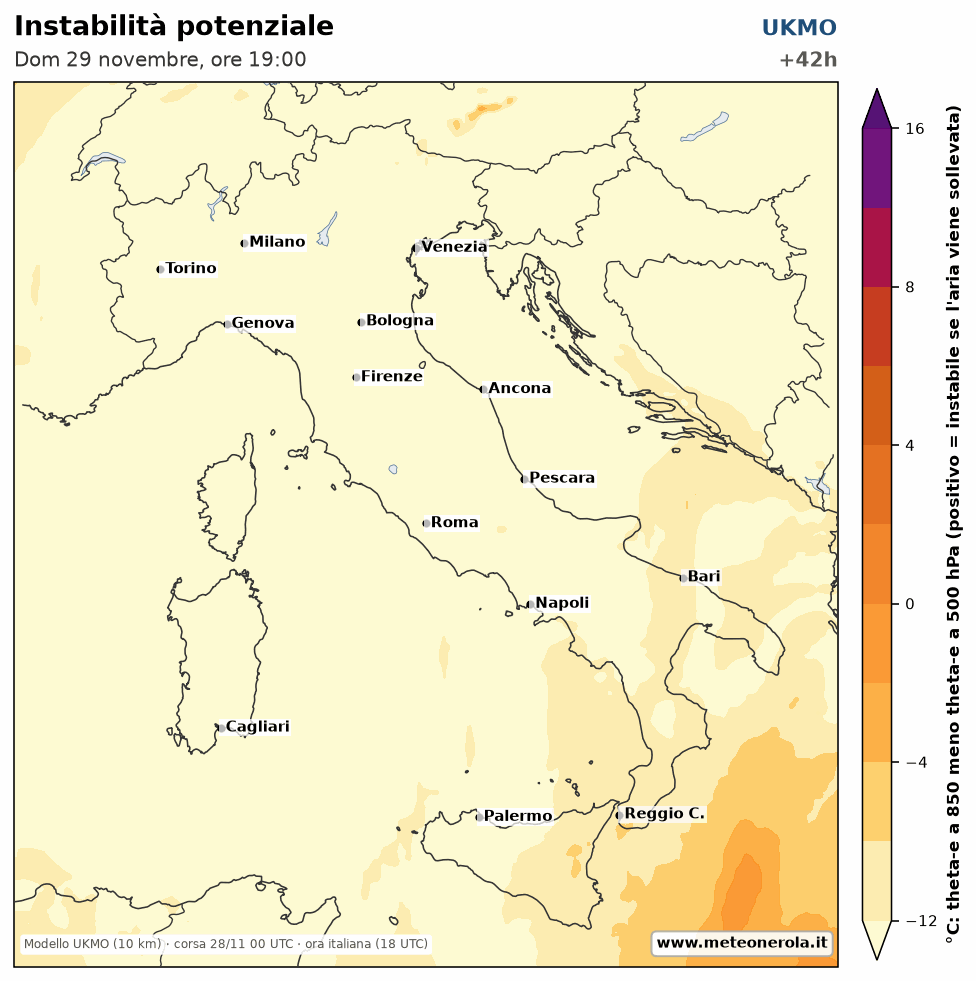 Instabilità potenziale
UKMO
Dom 29 novembre, ore 19:00
+42h
Milano
Venezia
Torino
Genova
Bologna
Firenze
Ancona
Pescara
Roma
Bari
Napoli
Cagliari
Palermo
Reggio C.
Modello UKMO (10 km) · corsa 28/11 00 UTC · ora italiana (18 UTC)
www.meteonerola.it
16
8
4
0
−4
−12
°C: theta-e a 850 meno theta-e a 500 hPa (positivo = instabile se l'aria viene sollevata)